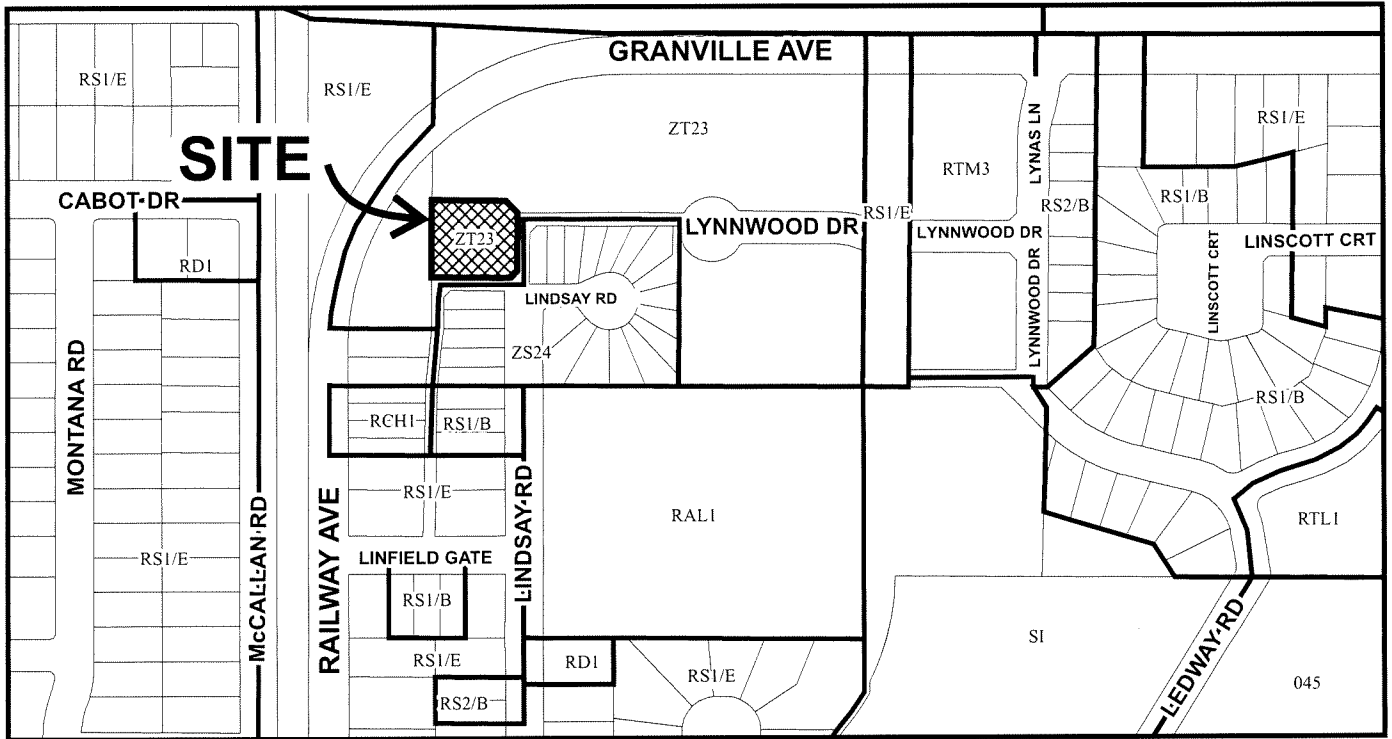 GRANVILLE AVE
RS1/E
RS1/E
ZT23
RS1/E
SITE
RTM3
LYNAS LN
CABOT DR
RS1/E
RS2/B
RS1/B
ZT23
LYNNWOOD DR
LYNNWOOD DR
LINSCOTT CRT
RD1
LINDSAY RD
LINSCOTT CRT
LYNNWOOD DR
ZS24
MONTANA RD
RCH1
RS1/B
RS1/B
RS1/E
LINDSAY RD
RAL1
RTL1
RS1/E
McCALLAN RD
RAILWAY AVE
LINFIELD GATE
RS1/B
RS1/E
RD1
RS1/E
SI
LEDWAY RD
045
RS2/B